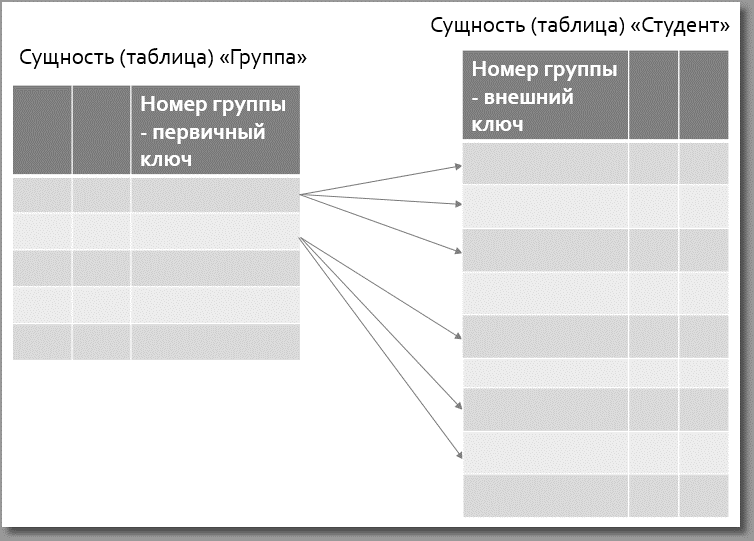 Сущность (таблица) «Группа»
Номер группы
- первичный
ключ
Сущность (таблица) «Студент»
Номер группы
- внешний
ключ